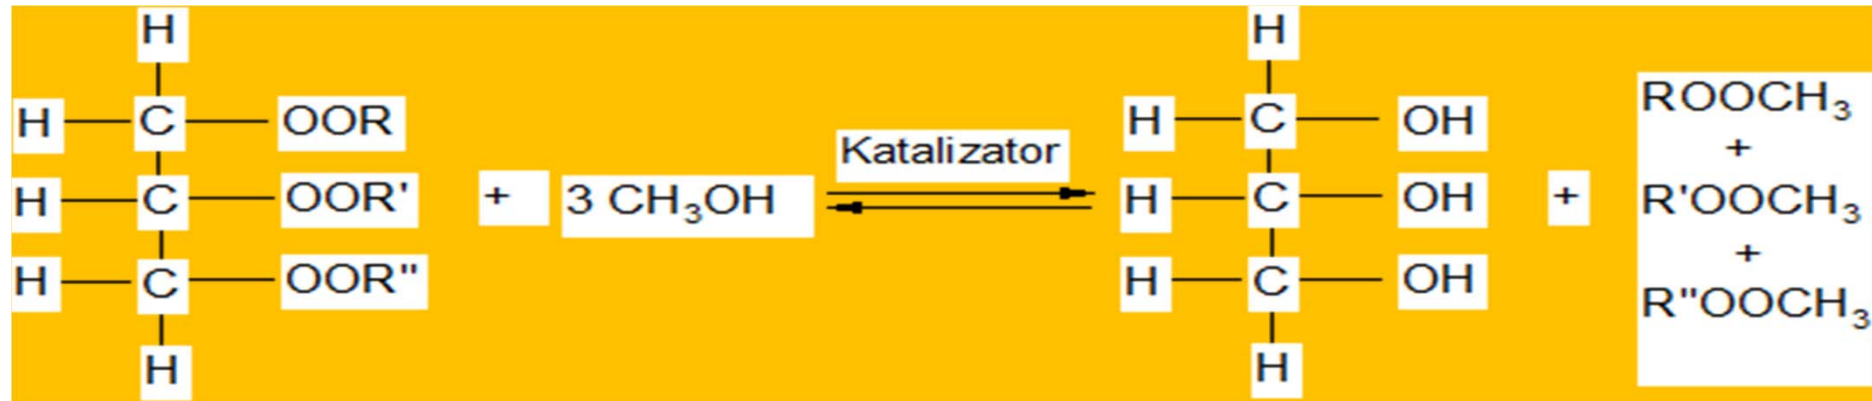 H
H C OOR
H C OOR' + 3 CH₃OH
H C OOR"
H
Katalizator
H
H C OH
H C OH +
H C OH
H
ROOCH₃
+
R'OOCH₃
+
R"OOCH₃